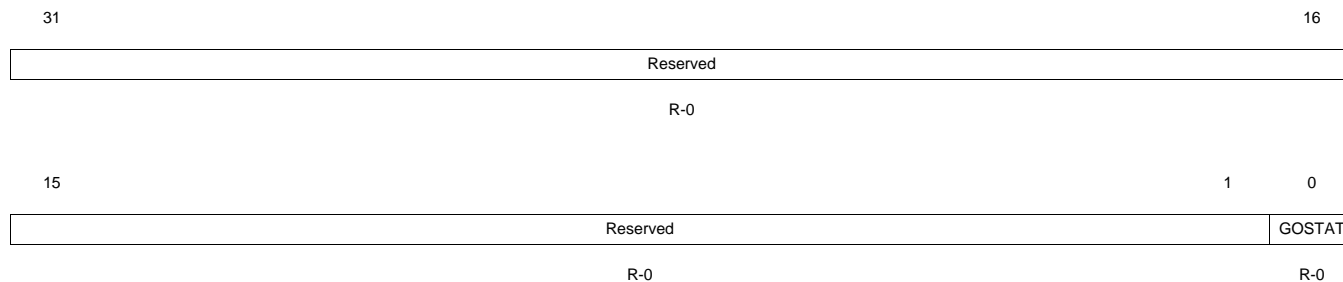 31 16
Reserved
R-0
15 1 0
Reserved GOSTAT
R-0 R-0